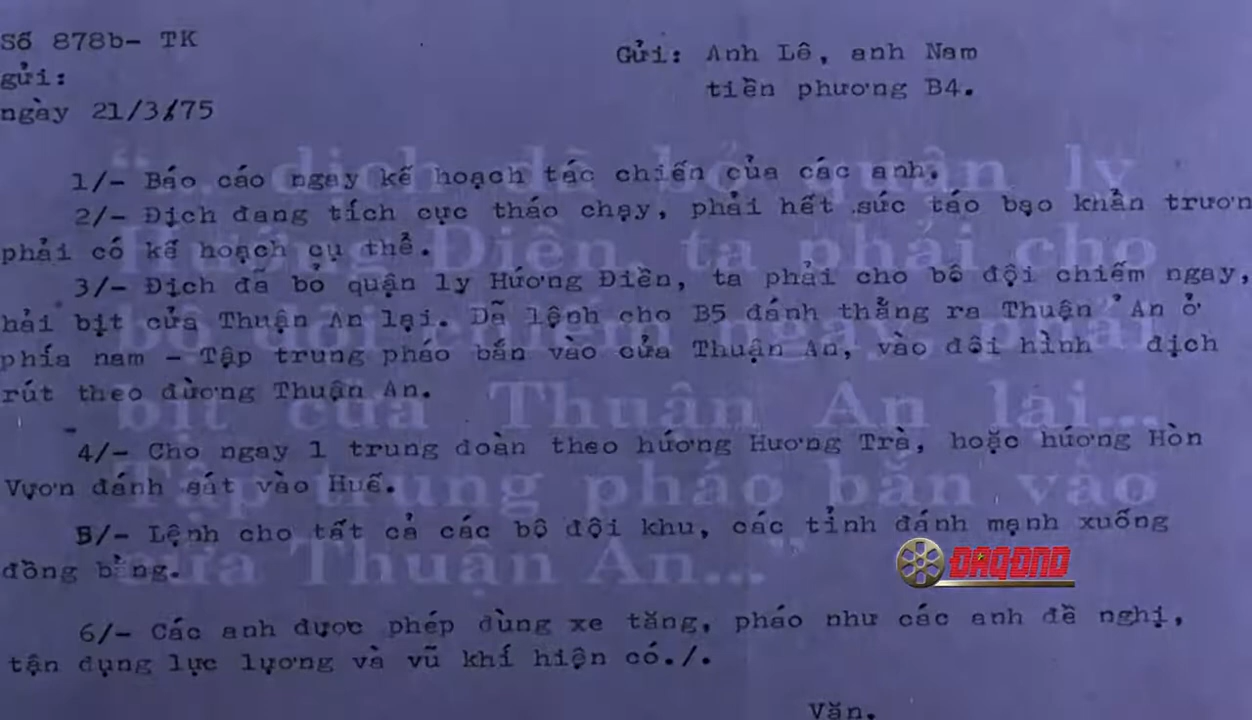 Số 878b- TK
gửi:
ngày 21/3/75
Gửi: Anh Lê, anh Nam
tiền phương B4.
1/- Báo cáo ngay kế hoạch tác chiến của các anh.
2/- Địch đang tích cực tháo chạy, phải hết sức táo bạo khẩn trươn
phải có kế hoạch cụ thể.
3/- Địch đã bỏ quận ly Hương Điền, ta phải cho bô đội chiếm ngay,
hải bịt cửa Thuận An lại. Đã lệnh cho B5 đánh thẳng ra Thuận An ở
phía nam - Tập trung pháo bắn vào cửa Thuận An, vào đôi hình địch
rút theo đường Thuận An.
4/- Cho ngay 1 trung đoàn theo hướng Hương Trà, hoặc hướng Hòn
Vượn đánh sát vào Huế.
5/- Lệnh cho tất cả các bộ đội khu, các tỉnh đánh mạnh xuống
đồng bằng.
6/- Các anh được phép dùng xe tăng, pháo như các anh đề nghị,
tận dụng lực lượng và vũ khí hiện có./.
Văn.
"...địch đã bỏ quận ly
Hương Điền, ta phải cho
bộ đội chiếm ngay, phải
bịt cửa Thuận An lại...
Tập trung pháo bắn vào
cửa Thuận An..."
ĐAQĐND